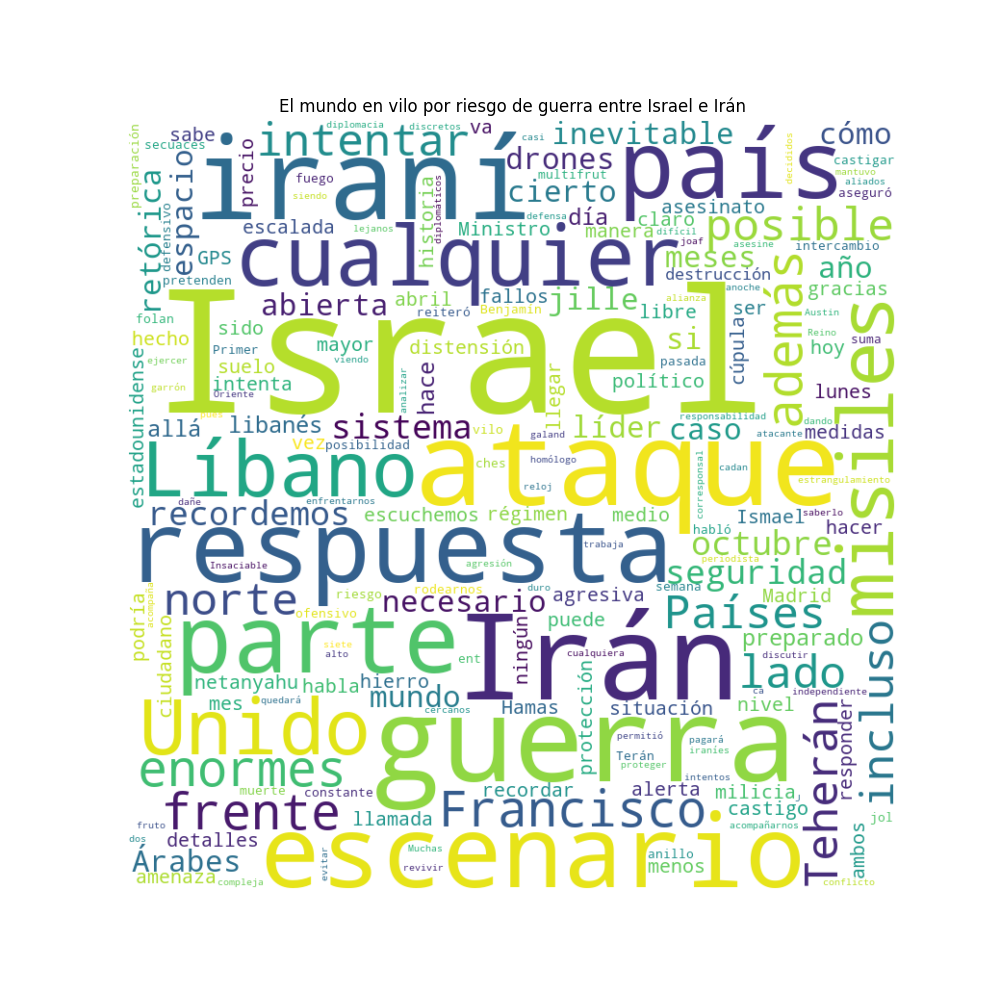 El mundo en vilo por riesgo de guerra entre Israel e Irán
preparación
sabe
secuaces
diplomacia
discretos
va
intentar
iraní
casi
inevitable
drones
país
decididos
cómo
castigar
mantuvo
aliados
aseguró
precio
fuego
siendo
multifrut
cierto
retórica
defensivo
espacio
escalada
lejanos
historia
diplomáticos
Ministro
defensa
día
manera
claro
difícil
asesinato
posible
GPS
cualquier
joaf
asesine
intercambio
meses
destrucción
además
año
pretenden
folan
abierta
abril
reiteró
fallos
Benjamín
jille
libre
alianza
anoche
ser
gracias
misiles
hecho
sido
Israel
Primer
mayor
distensión
si
cúpula
Austin
Reino
hoy
suma
ejercer
suelo
viendo
pasada
estadounidense
garrón
intenta
Oriente
analizar
hace
llegar
político
lunes
pues
allá
libanés
sistema
vilo
líder
caso
responsabilidad
dando
vez
posibilidad
galand
atacante
medidas
Líbano
ches
ataque
homólogo
corresponsal
cadan
estrangulamiento
dañe
enfrentarnos
reloj
recordemos
escuchemos
régimen
medio
habló
Ismael
saberlo
hacer
respuesta
trabaja
octubre
Insaciable
agresión
periodista
seguridad
podría
acompaña
norte
riesgo
rodearnos
duro
semana
necesario
agresiva
Madrid
ciudadano
ofensivo
Países
parte
siete
alto
Irán
ningún
puede
preparado
incluso
ent
cualquiera
discutir
netanyahu
habla
hierro
lado
mes
quedará
mundo
cercanos
Hamas
protección
situación
ca
independiente
nivel
Unido
guerra
permitió
pagará
iraníes
Teherán
responder
Terán
proteger
intentos
enormes
muerte
constante
recordar
alerta
milicia
frente
llamada
Francisco
castigo
jol
fruto
dos
detalles
Muchas
escenario
acompañarnos
ambos
Árabes
evitar
revivir
anillo
menos
amenaza
compleja
conflicto